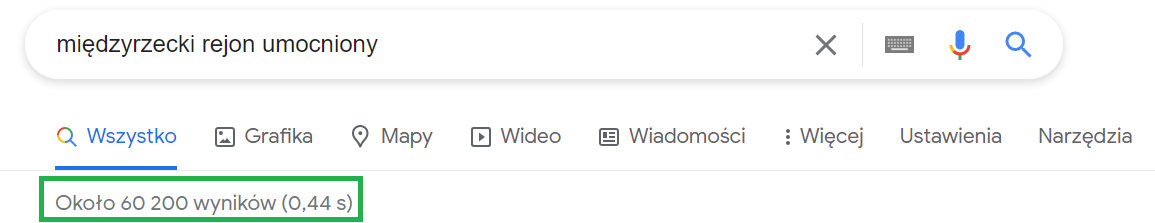 międzyrzecki rejon umocniony
Wszystko Grafika Mapy Wideo Wiadomości Więcej Ustawienia Narzędzia
Około 60 200 wyników (0,44 s)